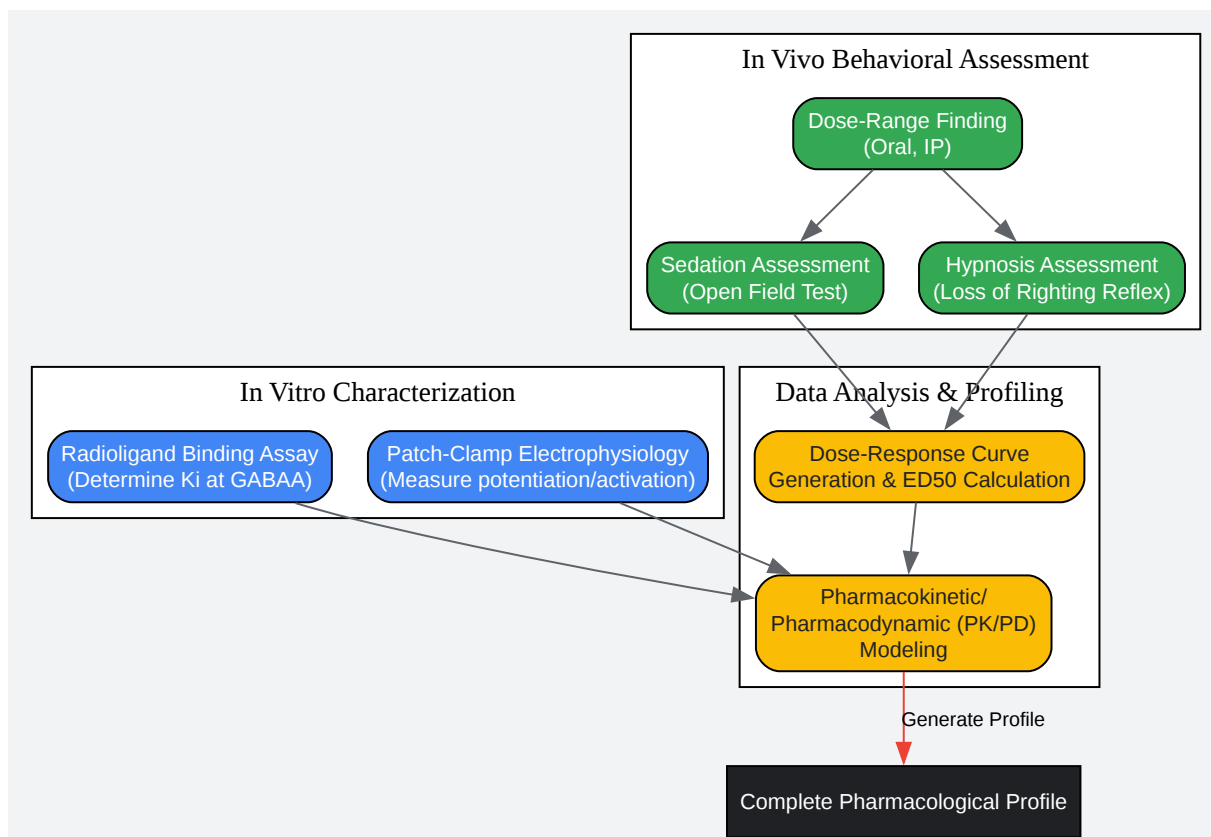 In Vivo Behavioral Assessment
Dose-Range Finding
(Oral, IP)
Sedation Assessment
(Open Field Test)
Hypnosis Assessment
(Loss of Righting Reflex)
In Vitro Characterization
Radioligand Binding Assay
(Determine Ki at GABAA)
Patch-Clamp Electrophysiology
(Measure potentiation/activation)
Data Analysis & Profiling
Dose-Response Curve
Generation & ED50 Calculation
Pharmacokinetic/
Pharmacodynamic (PK/PD)
Modeling
Generate Profile
Complete Pharmacological Profile